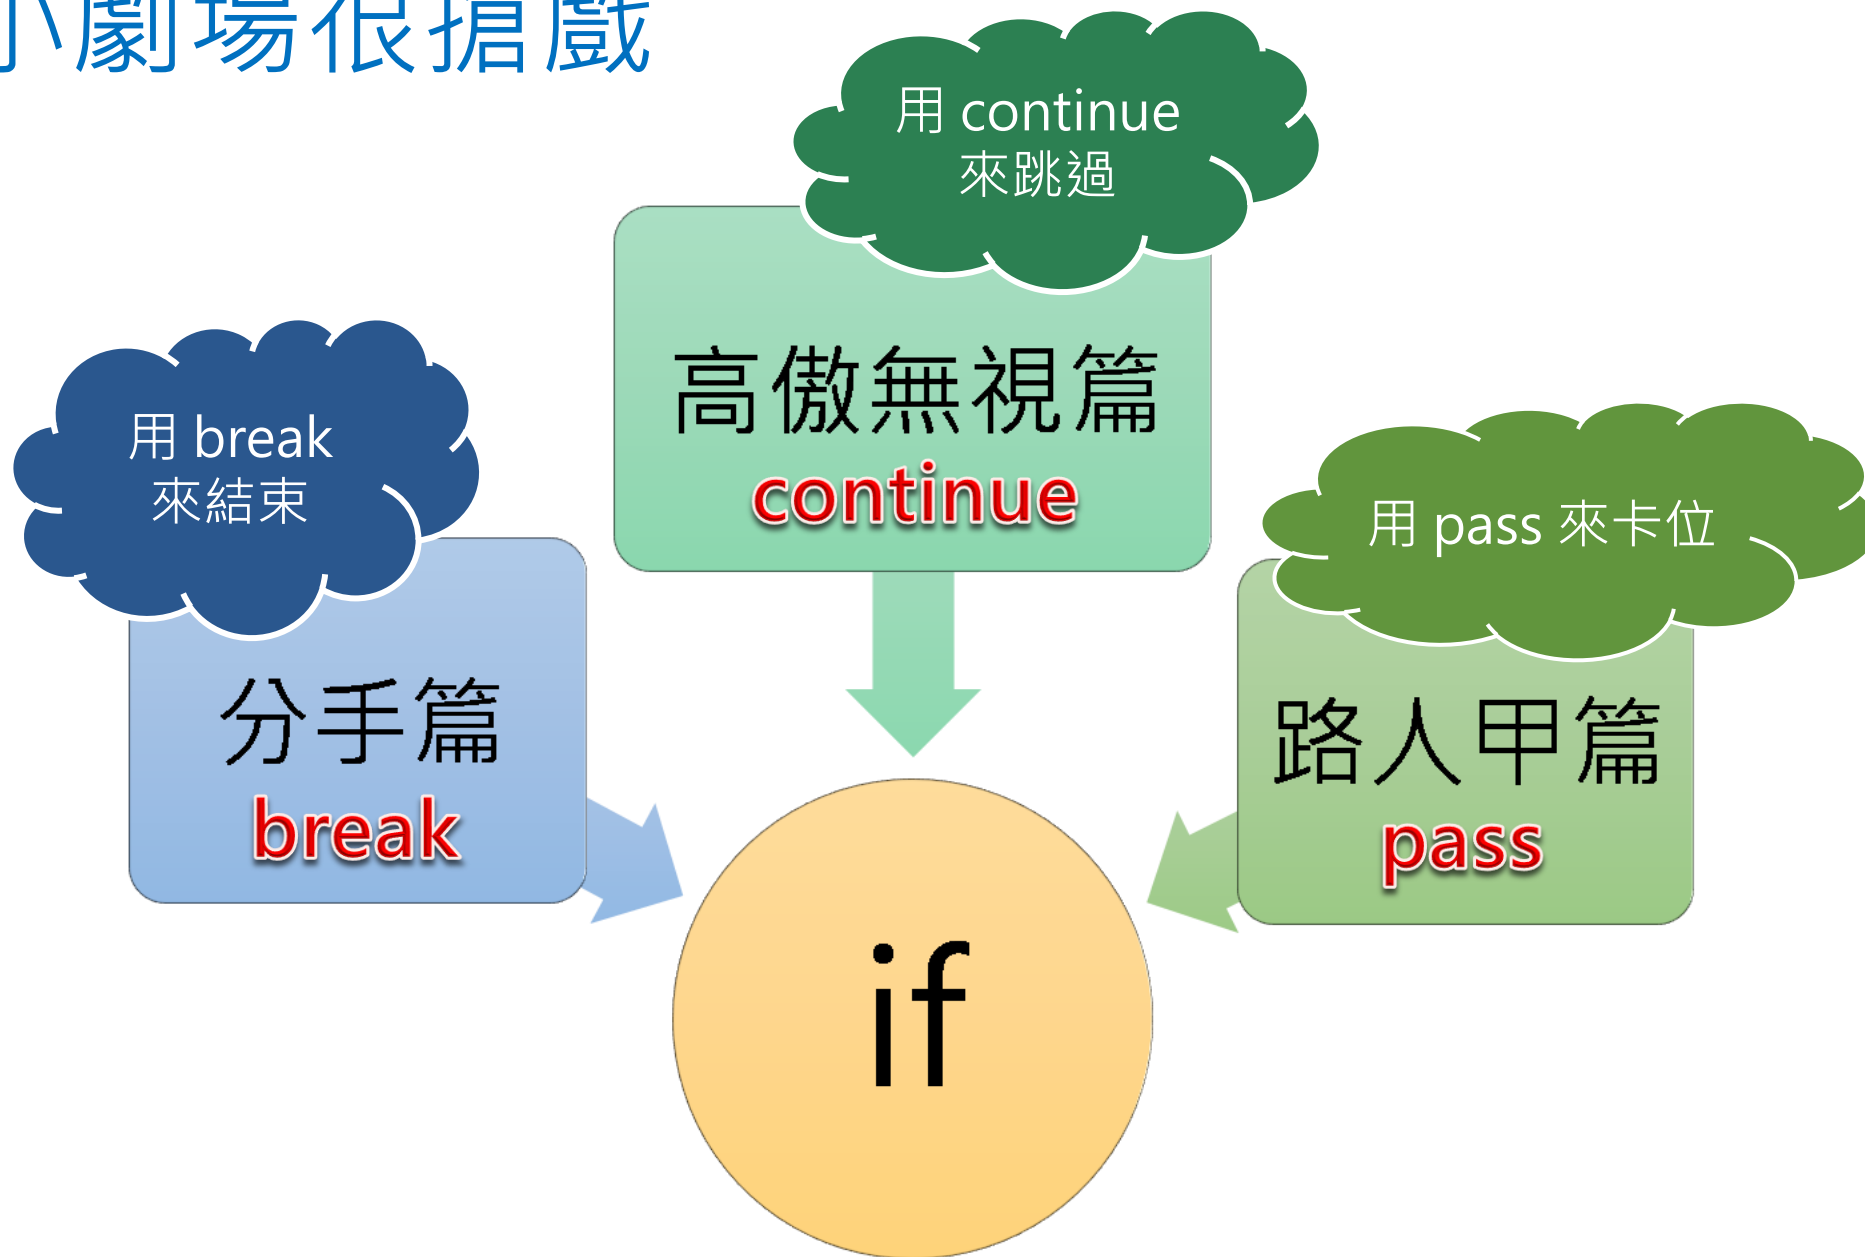 小劇場很搶戲
用 continue
來跳過
高傲無視篇
continue
用 break
來結束
分手篇
break
用 pass 來卡位
路人甲篇
pass
if